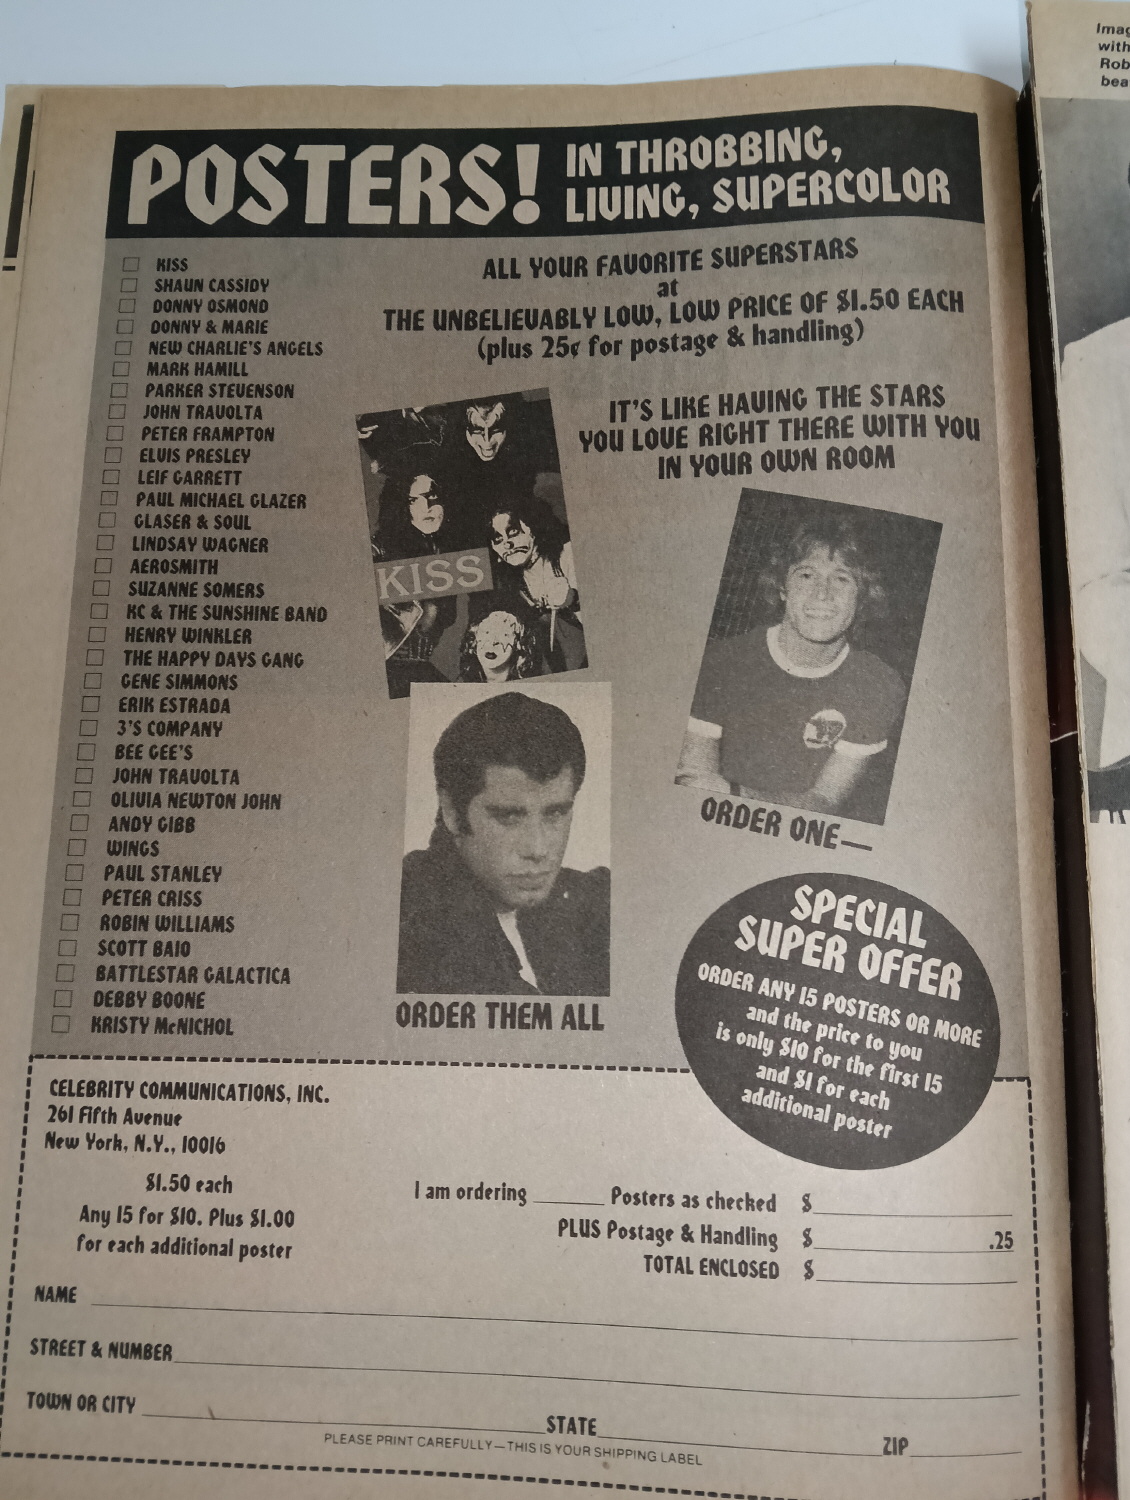 POSTERS! IN THROBBING,
LIVING, SUPERCOLOR
KISS
SHAUN CASSIDY
DONNY OSMOND
DONNY & MARIE
NEW CHARLIE'S ANGELS
MARK HAMILL
PARKER STEVENSON
JOHN TRAVOLTA
PETER FRAMPTON
ELVIS PRESLEY
LEIF GARRETT
PAUL MICHAEL GLAZER
GLASER & SOUL
LINDSAY WAGNER
AEROSMITH
SUZANNE SOMERS
KC & THE SUNSHINE BAND
HENRY WINKLER
THE HAPPY DAYS GANG
GENE SIMMONS
ERIK ESTRADA
3'S COMPANY
BEE GEE'S
JOHN TRAVOLTA
OLIVIA NEWTON JOHN
ANDY GIBB
WINGS
PAUL STANLEY
PETER CRISS
ROBIN WILLIAMS
SCOTT BAIO
BATTLESTAR GALACTICA
DEBBY BOONE
KRISTY McNICHOL
ALL YOUR FAVORITE SUPERSTARS
at
THE UNBELIEVABLY LOW, LOW PRICE OF $1.50 EACH
(plus 25¢ for postage & handling)
IT'S LIKE HAVING THE STARS
YOU LOVE RIGHT THERE WITH YOU
IN YOUR OWN ROOM
KISS
ORDER ONE—
ORDER THEM ALL
SPECIAL
SUPER OFFER
ORDER ANY 15 POSTERS OR MORE
and the price to you
is only $10 for the first 15
and $1 for each
additional poster
CELEBRITY COMMUNICATIONS, INC.
261 Fifth Avenue
New York, N.Y., 10016
$1.50 each
Any 15 for $10. Plus $1.00
for each additional poster
I am ordering Posters as checked $
PLUS Postage & Handling $ .25
TOTAL ENCLOSED $
NAME
STREET & NUMBER
TOWN OR CITY STATE ZIP
PLEASE PRINT CAREFULLY—THIS IS YOUR SHIPPING LABEL
with